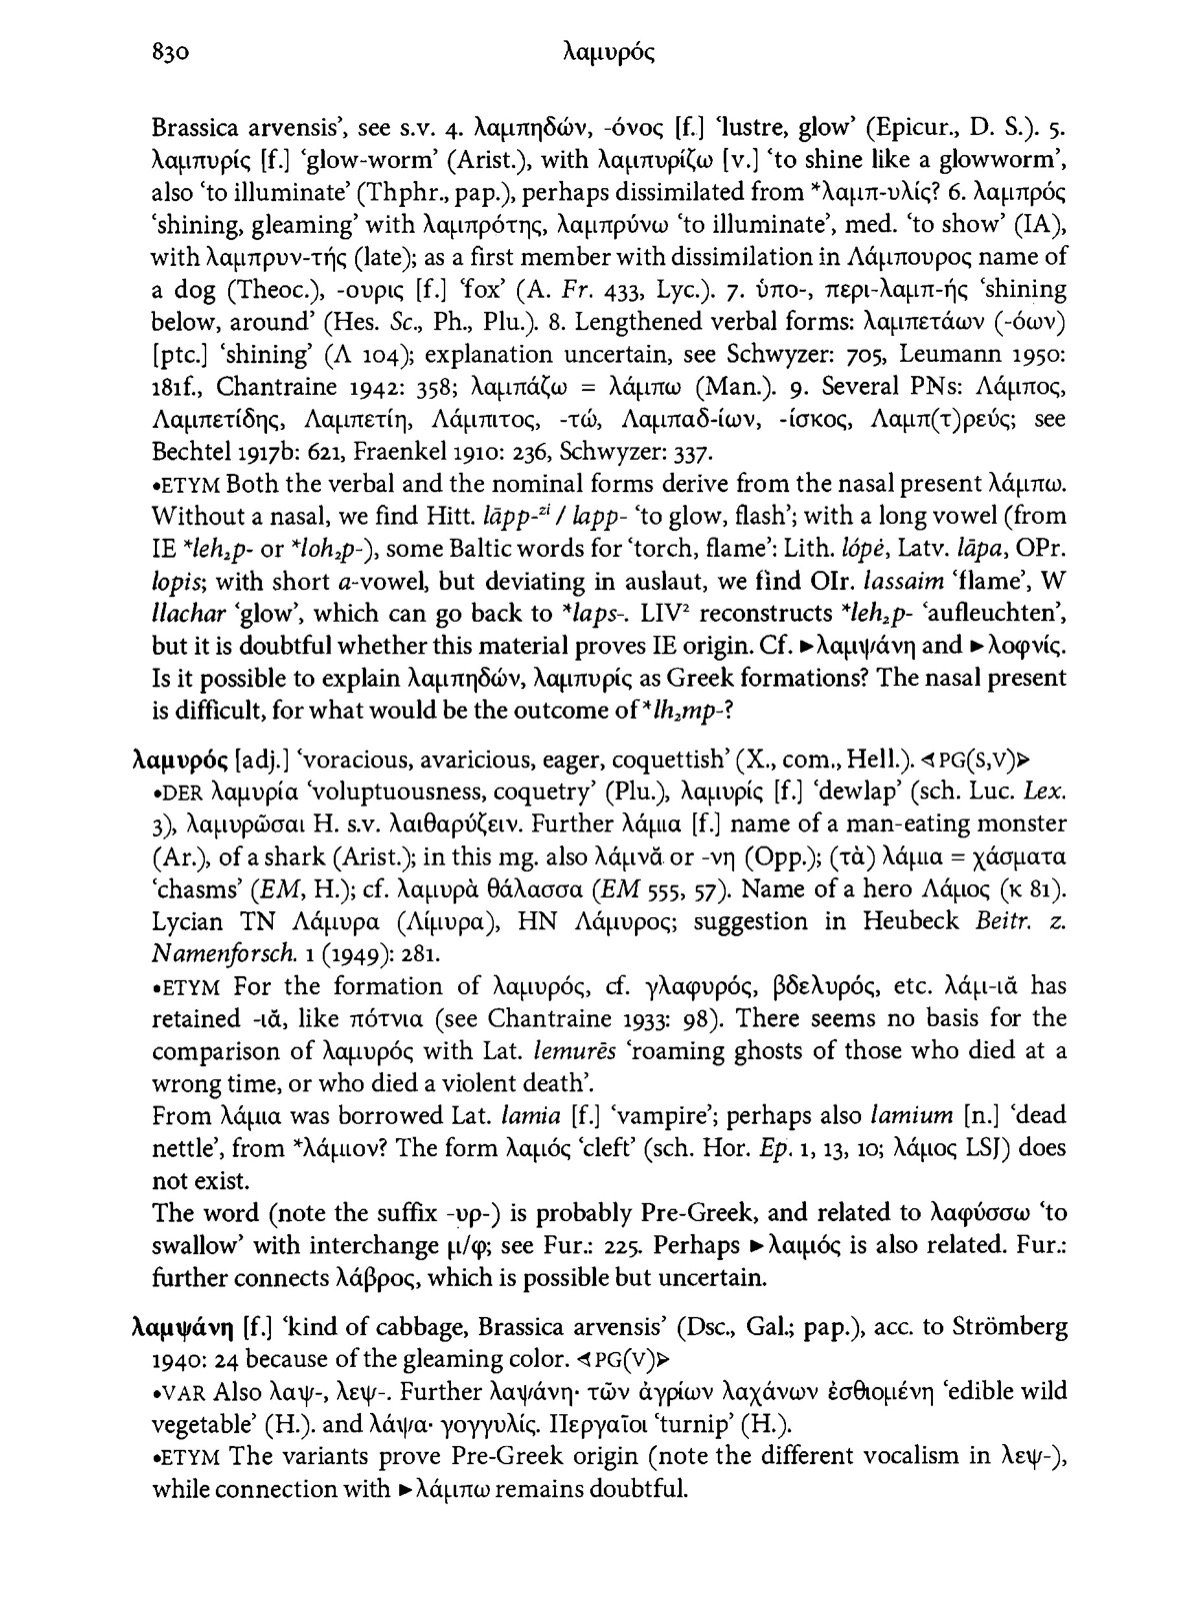 830 λαμυρός
Brassica arvensis’, see s.v. 4. λαμπηδών, -όνος [f.] ‘lustre, glow’ (Epicur., D. S.). 5.
λαμπυρίς [f.] ‘glow-worm’ (Arist.), with λαμπυρίζω [v.] ‘to shine like a glowworm’,
also ‘to illuminate’ (Thphr., pap.), perhaps dissimilated from *λαμπ-υλίς? 6. λαμπρός
‘shining, gleaming’ with λαμπρότης, λαμπρύνω ‘to illuminate’, med. ‘to show’ (IA),
with λαμπρυν-τής (late); as a first member with dissimilation in Λάμπουρος name of
a dog (Theoc.), -ουρις [f.] ‘fox’ (A. Fr. 433, Lyc.). 7. ὑπο-, περι-λαμπ-ής ‘shining
below, around’ (Hes. Sc., Ph., Plu.). 8. Lengthened verbal forms: λαμπετάων (-όων)
[ptc.] ‘shining’ (Λ 104); explanation uncertain, see Schwyzer: 705, Leumann 1950:
181f., Chantraine 1942: 358; λαμπάζω = λάμπω (Man.). 9. Several PNs: Λάμπος,
Λαμπετίδης, Λαμπετίη, Λάμπιτος, -τώ, Λαμπαδ-ίων, -ίσκος, Λαμπ(τ)ρεύς; see
Bechtel 1917b: 621, Fraenkel 1910: 236, Schwyzer: 337.
•ETYM Both the verbal and the nominal forms derive from the nasal present λάμπω.
Without a nasal, we find Hitt. lāpp-ᶻⁱ / lapp- ‘to glow, flash’; with a long vowel (from
IE *leh₂p- or *loh₂p-), some Baltic words for ‘torch, flame’: Lith. lópė, Latv. lāpa, OPr.
lopis; with short a-vowel, but deviating in auslaut, we find OIr. lassaim ‘flame’, W
llachar ‘glow’, which can go back to *laps-. LIV² reconstructs *leh₂p- ‘aufleuchten’,
but it is doubtful whether this material proves IE origin. Cf. ►λαμψάνη and ►λοφνίς.
Is it possible to explain λαμπηδών, λαμπυρίς as Greek formations? The nasal present
is difficult, for what would be the outcome of *lh₂mp-?
λαμυρός [adj.] ‘voracious, avaricious, eager, coquettish’ (X., com., Hell.). ⊲PG(S,V)⊳
•DER λαμυρία ‘voluptuousness, coquetry’ (Plu.), λαμυρίς [f.] ‘dewlap’ (sch. Luc. Lex.
3), λαμυρῶσαι H. s.v. λαιθαρύζειν. Further λάμια [f.] name of a man-eating monster
(Ar.), of a shark (Arist.); in this mg. also λάμνᾰ or -νη (Opp.); (τὰ) λάμια = χάσματα
‘chasms’ (EM, H.); cf. λαμυρὰ θάλασσα (EM 555, 57). Name of a hero Λάμος (κ 81).
Lycian TN Λάμυρα (Λίμυρα), HN Λάμυρος; suggestion in Heubeck Beitr. z.
Namenforsch. 1 (1949): 281.
•ETYM For the formation of λαμυρός, cf. γλαφυρός, βδελυρός, etc. λάμ-ιᾰ has
retained -ιᾰ, like πότνια (see Chantraine 1933: 98). There seems no basis for the
comparison of λαμυρός with Lat. lemurēs ‘roaming ghosts of those who died at a
wrong time, or who died a violent death’.
From λάμια was borrowed Lat. lamia [f.] ‘vampire’; perhaps also lamium [n.] ‘dead
nettle’, from *λάμιον? The form λαμός ‘cleft’ (sch. Hor. Ep. 1, 13, 10; λάμος LSJ) does
not exist.
The word (note the suffix -υρ-) is probably Pre-Greek, and related to λαφύσσω ‘to
swallow’ with interchange μ/φ; see Fur.: 225. Perhaps ►λαιμός is also related. Fur.:
further connects λάβρος, which is possible but uncertain.
λαμψάνη [f.] ‘kind of cabbage, Brassica arvensis’ (Dsc., Gal.; pap.), acc. to Strömberg
1940: 24 because of the gleaming color. ⊲PG(V)⊳
•VAR Also λαψ-, λεψ-. Further λαψάνη· τῶν ἀγρίων λαχάνων ἐσθιομένη ‘edible wild
vegetable’ (H.). and λάψα· γογγυλίς. Περγαῖοι ‘turnip’ (H.).
•ETYM The variants prove Pre-Greek origin (note the different vocalism in λεψ-),
while connection with ►λάμπω remains doubtful.